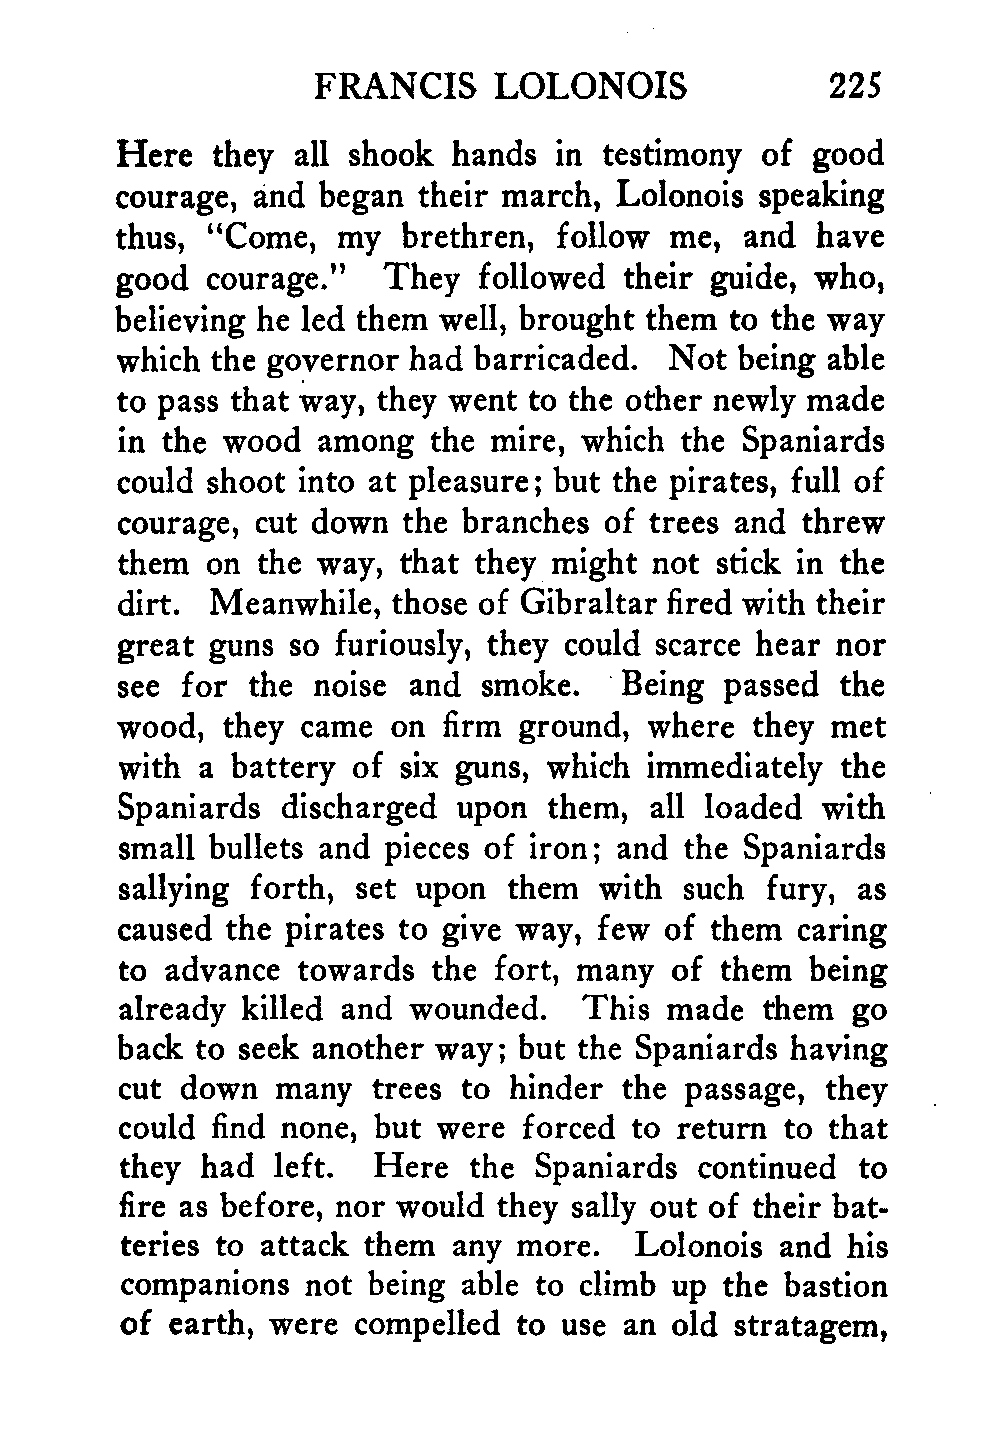 FRANCIS LOLONOIS 225
Here they all shook hands in testimony of good
courage, and began their march, Lolonois speaking
thus, "Come, my brethren, follow me, and have
good courage." They followed their guide, who,
believing he led them well, brought them to the way
which the governor had barricaded. Not being able
to pass that way, they went to the other newly made
in the wood among the mire, which the Spaniards
could shoot into at pleasure; but the pirates, full of
courage, cut down the branches of trees and threw
them on the way, that they might not stick in the
dirt. Meanwhile, those of Gibraltar fired with their
great guns so furiously, they could scarce hear nor
see for the noise and smoke. Being passed the
wood, they came on firm ground, where they met
with a battery of six guns, which immediately the
Spaniards discharged upon them, all loaded with
small bullets and pieces of iron; and the Spaniards
sallying forth, set upon them with such fury, as
caused the pirates to give way, few of them caring
to advance towards the fort, many of them being
already killed and wounded. This made them go
back to seek another way; but the Spaniards having
cut down many trees to hinder the passage, they
could find none, but were forced to return to that
they had left. Here the Spaniards continued to
fire as before, nor would they sally out of their bat-
teries to attack them any more. Lolonois and his
companions not being able to climb up the bastion
of earth, were compelled to use an old stratagem,